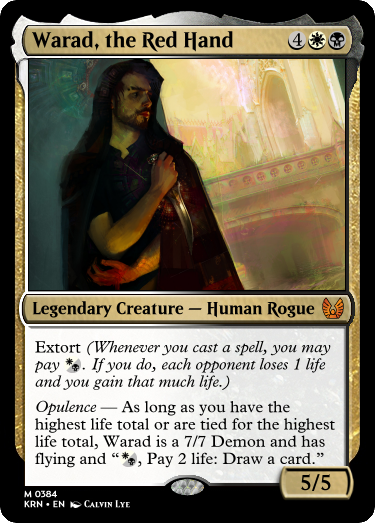 Warad, the Red Hand 4
Legendary Creature — Human Rogue
Extort (Whenever you cast a spell, you may
pay . If you do, each opponent loses 1 life
and you gain that much life.)
Opulence — As long as you have the
highest life total or are tied for the highest
life total, Warad is a 7/7 Demon and has
flying and “, Pay 2 life: Draw a card.”
5/5
M 0384
KRN • EN Calvin Lye